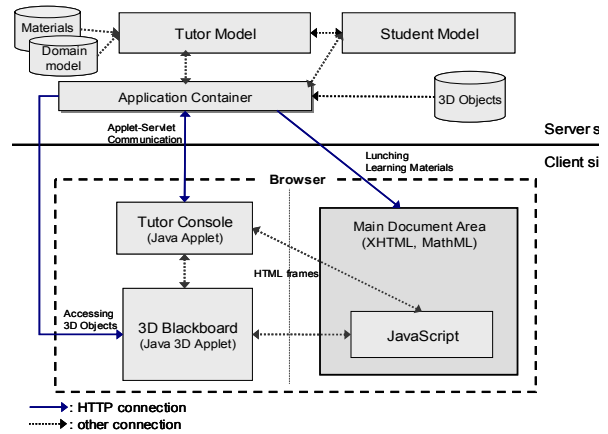 Materials
Domain
model
Tutor Model
Student Model
Application Container
3D Objects
Applet-Servlet
Communication
Lunching
Learning Materials
Server s
Client si
Browser
Tutor Console
(Java Applet)
Main Document Area
(XHTML, MathML)
HTML frames
Accessing
3D Objects
3D Blackboard
(Java 3D Applet)
JavaScript
: HTTP connection
: other connection